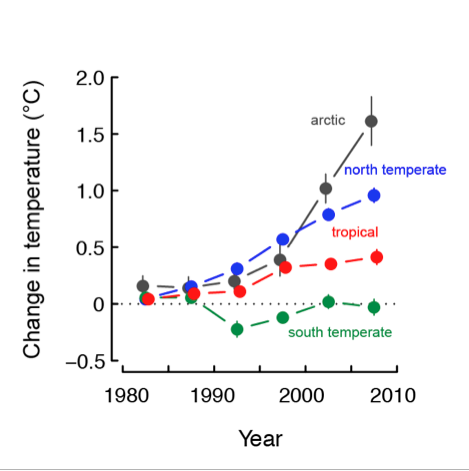 2.0
Change in temperature (°C)
arctic
1.5
north temperate
1.0
tropical
0.5
0
south temperate
−0.5
1980 1990 2000 2010
Year